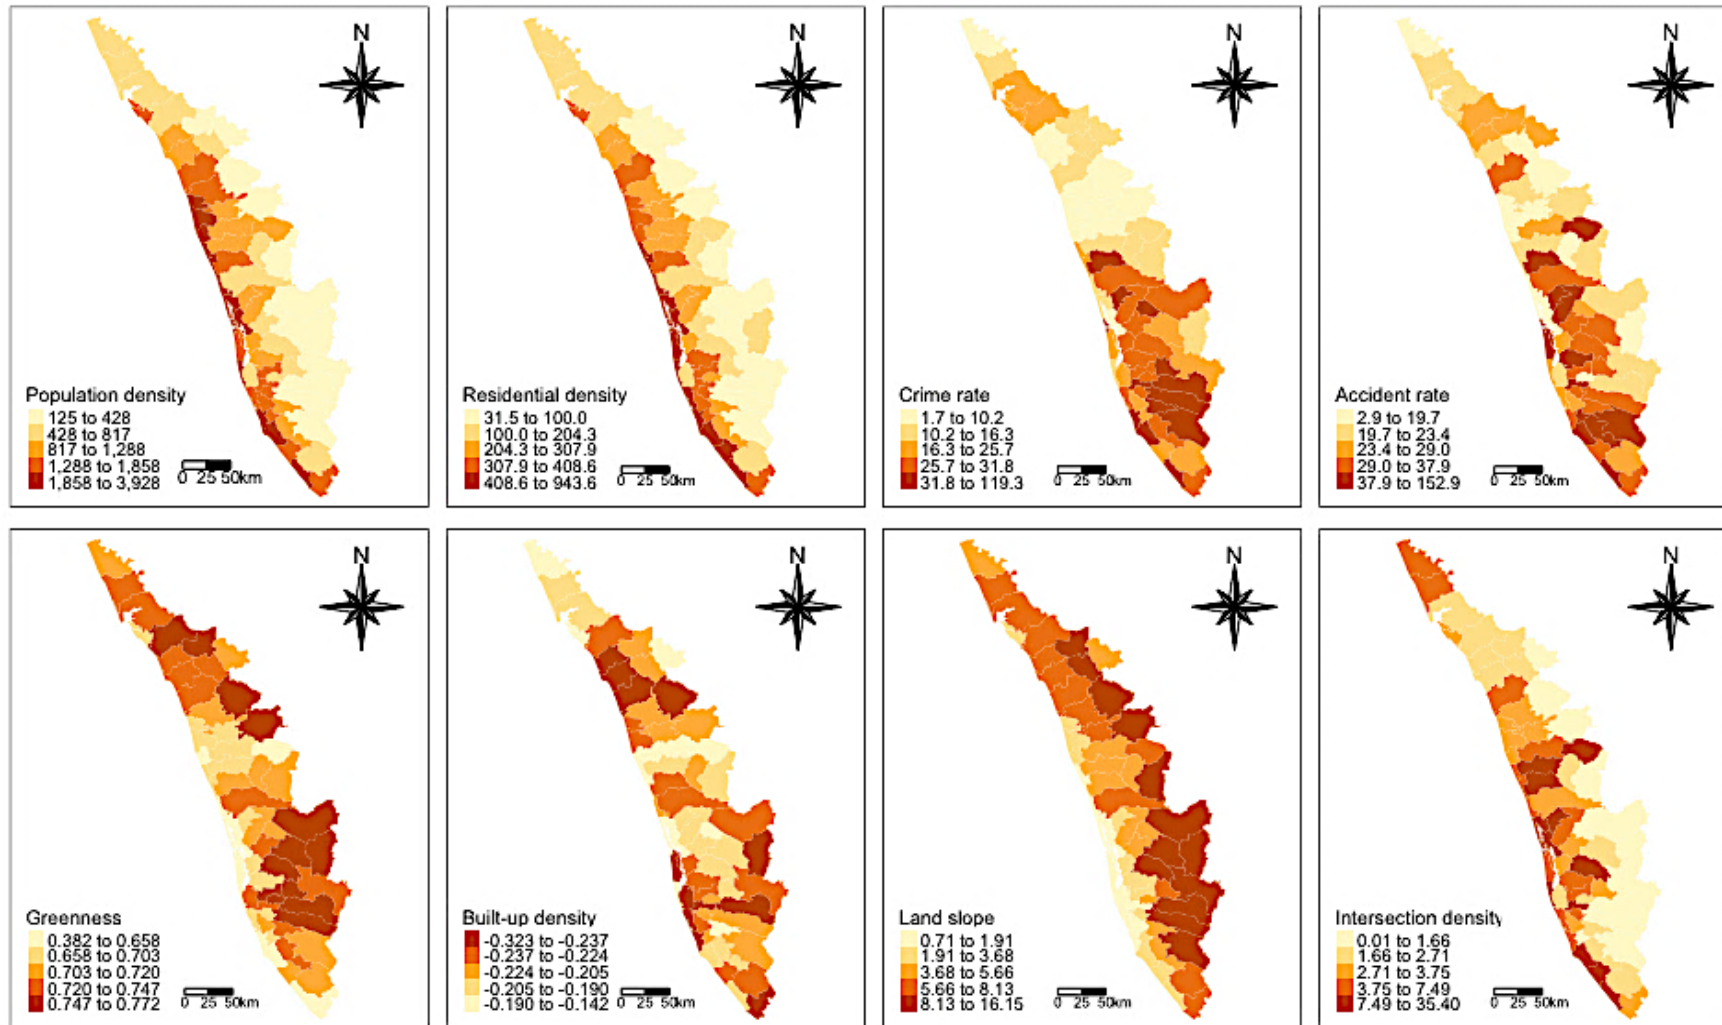 N
Population density
125 to 428
428 to 817
817 to 1,288
1,288 to 1,858
1,858 to 3,928
0 25 50km
N
Residential density
31.5 to 100.0
100.0 to 204.3
204.3 to 307.9
307.9 to 408.6
408.6 to 943.6
0 25 50km
N
Crime rate
1.7 to 10.2
10.2 to 16.3
16.3 to 25.7
25.7 to 31.8
31.8 to 119.3
0 25 50km
N
Accident rate
2.9 to 19.7
19.7 to 23.4
23.4 to 29.0
29.0 to 37.9
37.9 to 152.9
0 25 50km
N
Greenness
0.382 to 0.658
0.658 to 0.703
0.703 to 0.720
0.720 to 0.747
0.747 to 0.772
0 25 50km
N
Built-up density
-0.323 to -0.237
-0.237 to -0.224
-0.224 to -0.205
-0.205 to -0.190
-0.190 to -0.142
0 25 50km
N
Land slope
0.71 to 1.91
1.91 to 3.68
3.68 to 5.66
5.66 to 8.13
8.13 to 16.15
0 25 50km
N
Intersection density
0.01 to 1.66
1.66 to 2.71
2.71 to 3.75
3.75 to 7.49
7.49 to 35.40
0 25 50km